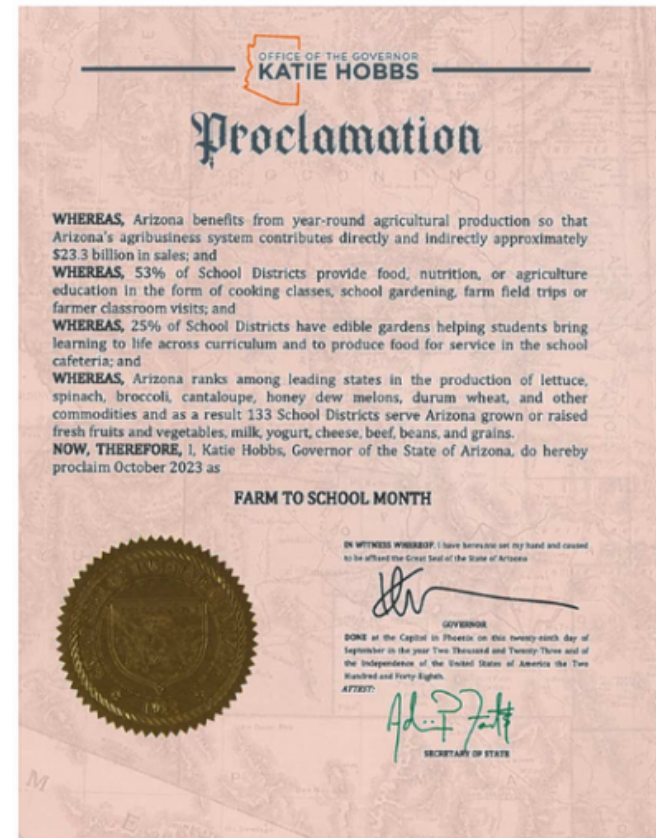 OFFICE OF THE GOVERNOR
KATIE HOBBS
Proclamation
WHEREAS, Arizona benefits from year-round agricultural production so that
Arizona's agribusiness system contributes directly and indirectly approximately
$23.3 billion in sales; and
WHEREAS, 53% of School Districts provide food, nutrition, or agriculture
education in the form of cooking classes, school gardening, farm field trips or
farmer classroom visits; and
WHEREAS, 25% of School Districts have edible gardens helping students bring
learning to life across curriculum and to produce food for service in the school
cafeteria; and
WHEREAS, Arizona ranks among leading states in the production of lettuce,
spinach, broccoli, cantaloupe, honey dew melons, durum wheat, and other
commodities and as a result 133 School Districts serve Arizona grown or raised
fresh fruits and vegetables, milk, yogurt, cheese, beef, beans, and grains.
NOW, THEREFORE, I, Katie Hobbs, Governor of the State of Arizona, do hereby
proclaim October 2023 as
FARM TO SCHOOL MONTH
IN WITNESS WHEREOF, I have hereunto set my hand and caused
to be affixed the Great Seal of the State of Arizona
GOVERNOR
DONE at the Capitol in Phoenix on this twenty-ninth day of
September in the year Two Thousand and Twenty-Three and of
the Independence of the United States of America the Two
Hundred and Forty-Eighth.
ATTEST:
SECRETARY OF STATE